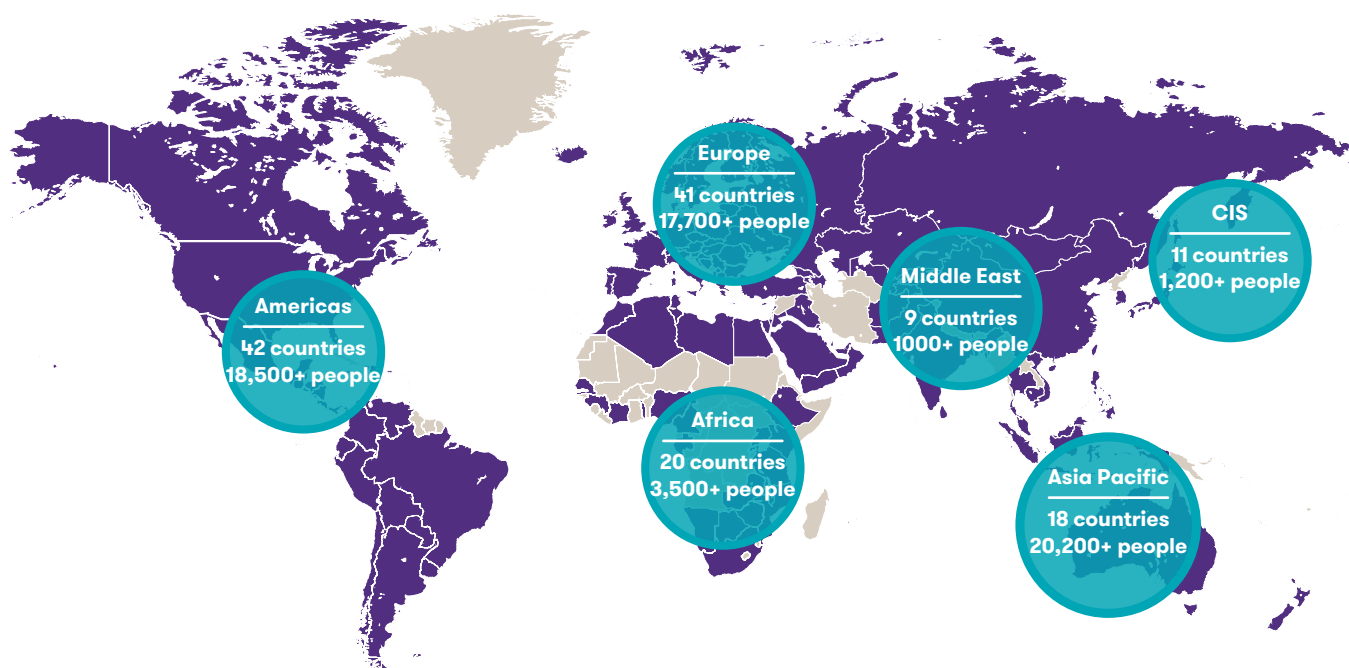 Europe
41 countries
17,700+ people
CIS
11 countries
1,200+ people
Middle East
9 countries
1000+ people
Americas
42 countries
18,500+ people
Africa
20 countries
3,500+ people
Asia Pacific
18 countries
20,200+ people